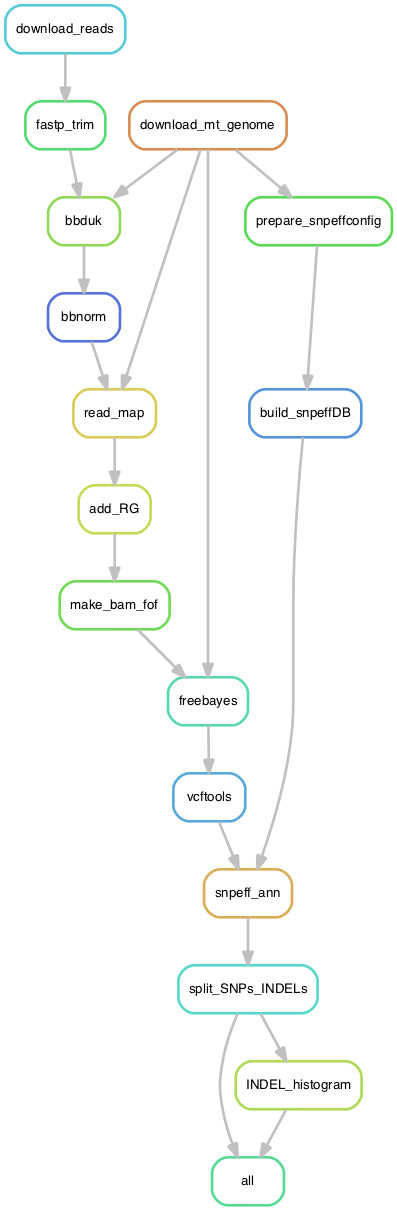 download_reads
fastp_trim
download_mt_genome
bbduk
prepare_snpeffconfig
bbnorm
read_map
build_snpeffDB
add_RG
make_bam_fof
freebayes
vcftools
snpeff_ann
split_SNPs_INDELs
INDEL_histogram
all